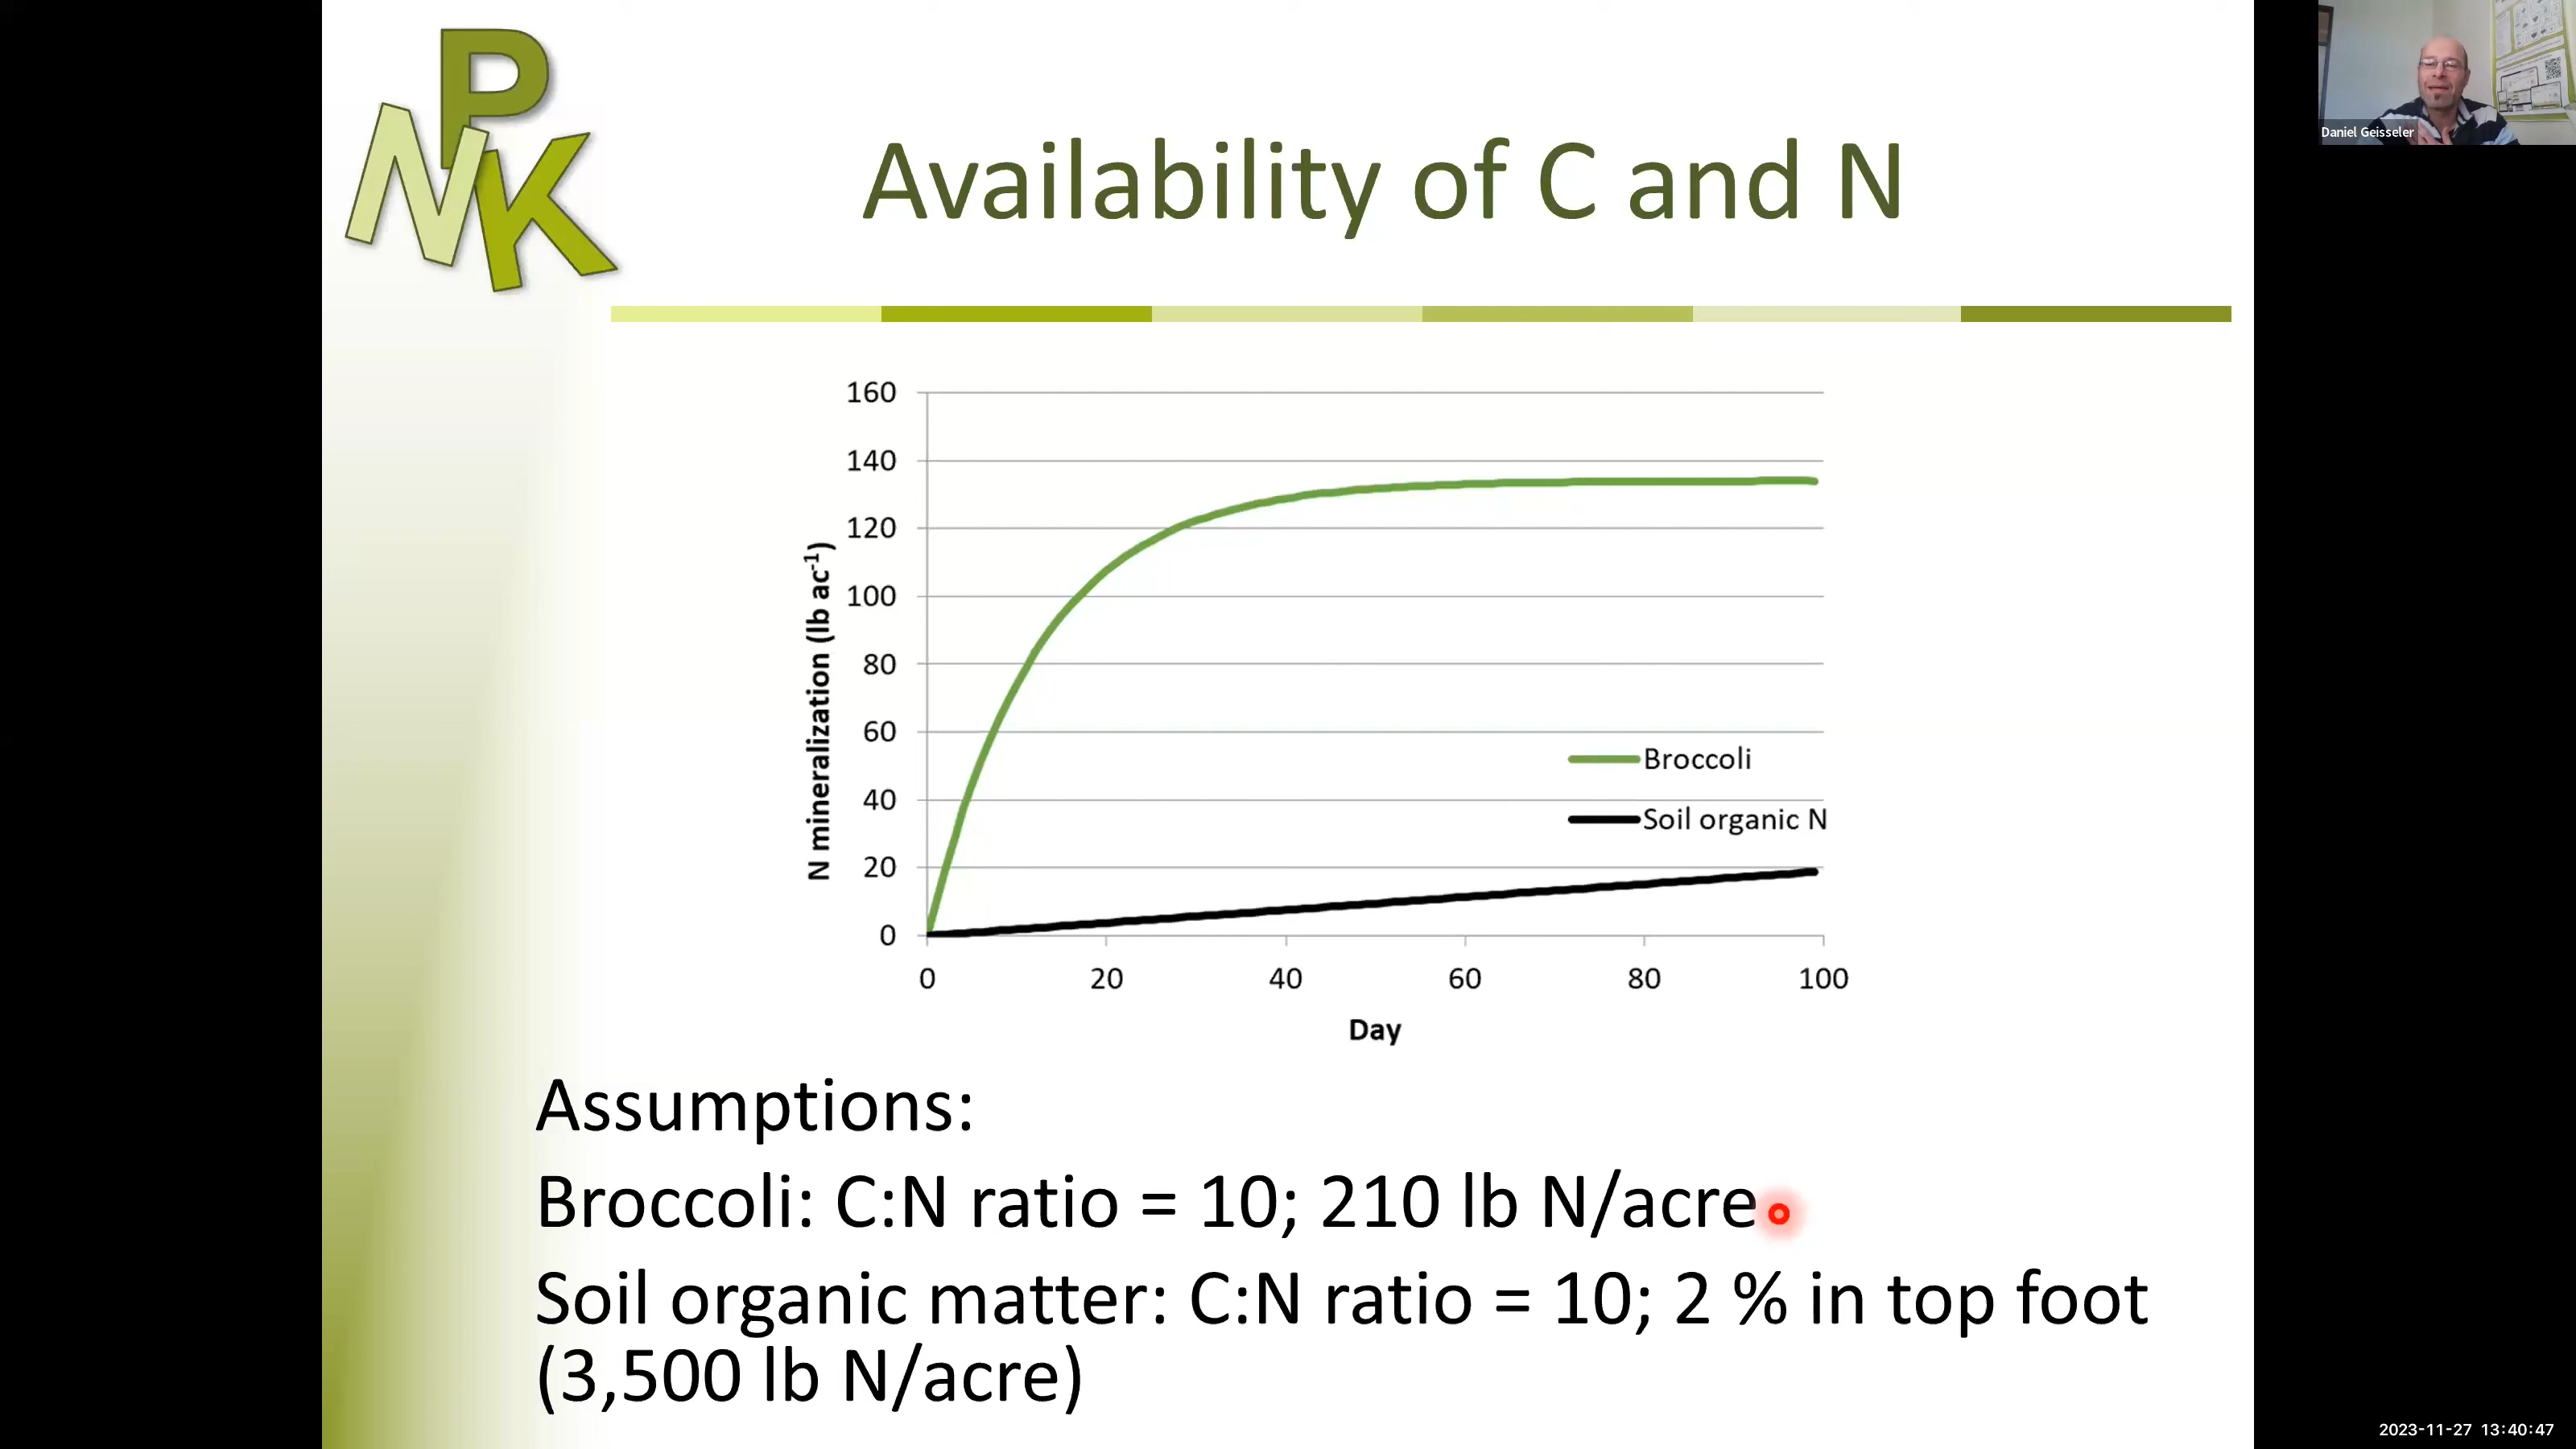 P
N
K
Availability of C and N
Daniel Geisseler
160
140
120
100
80
60
40
20
0
N mineralization (lb ac-1)
Broccoli
Soil organic N
0 20 40 60 80 100
Day
Assumptions:
Broccoli: C:N ratio = 10; 210 lb N/acre
Soil organic matter: C:N ratio = 10; 2 % in top foot
(3,500 lb N/acre)
2023-11-27 13:40:47